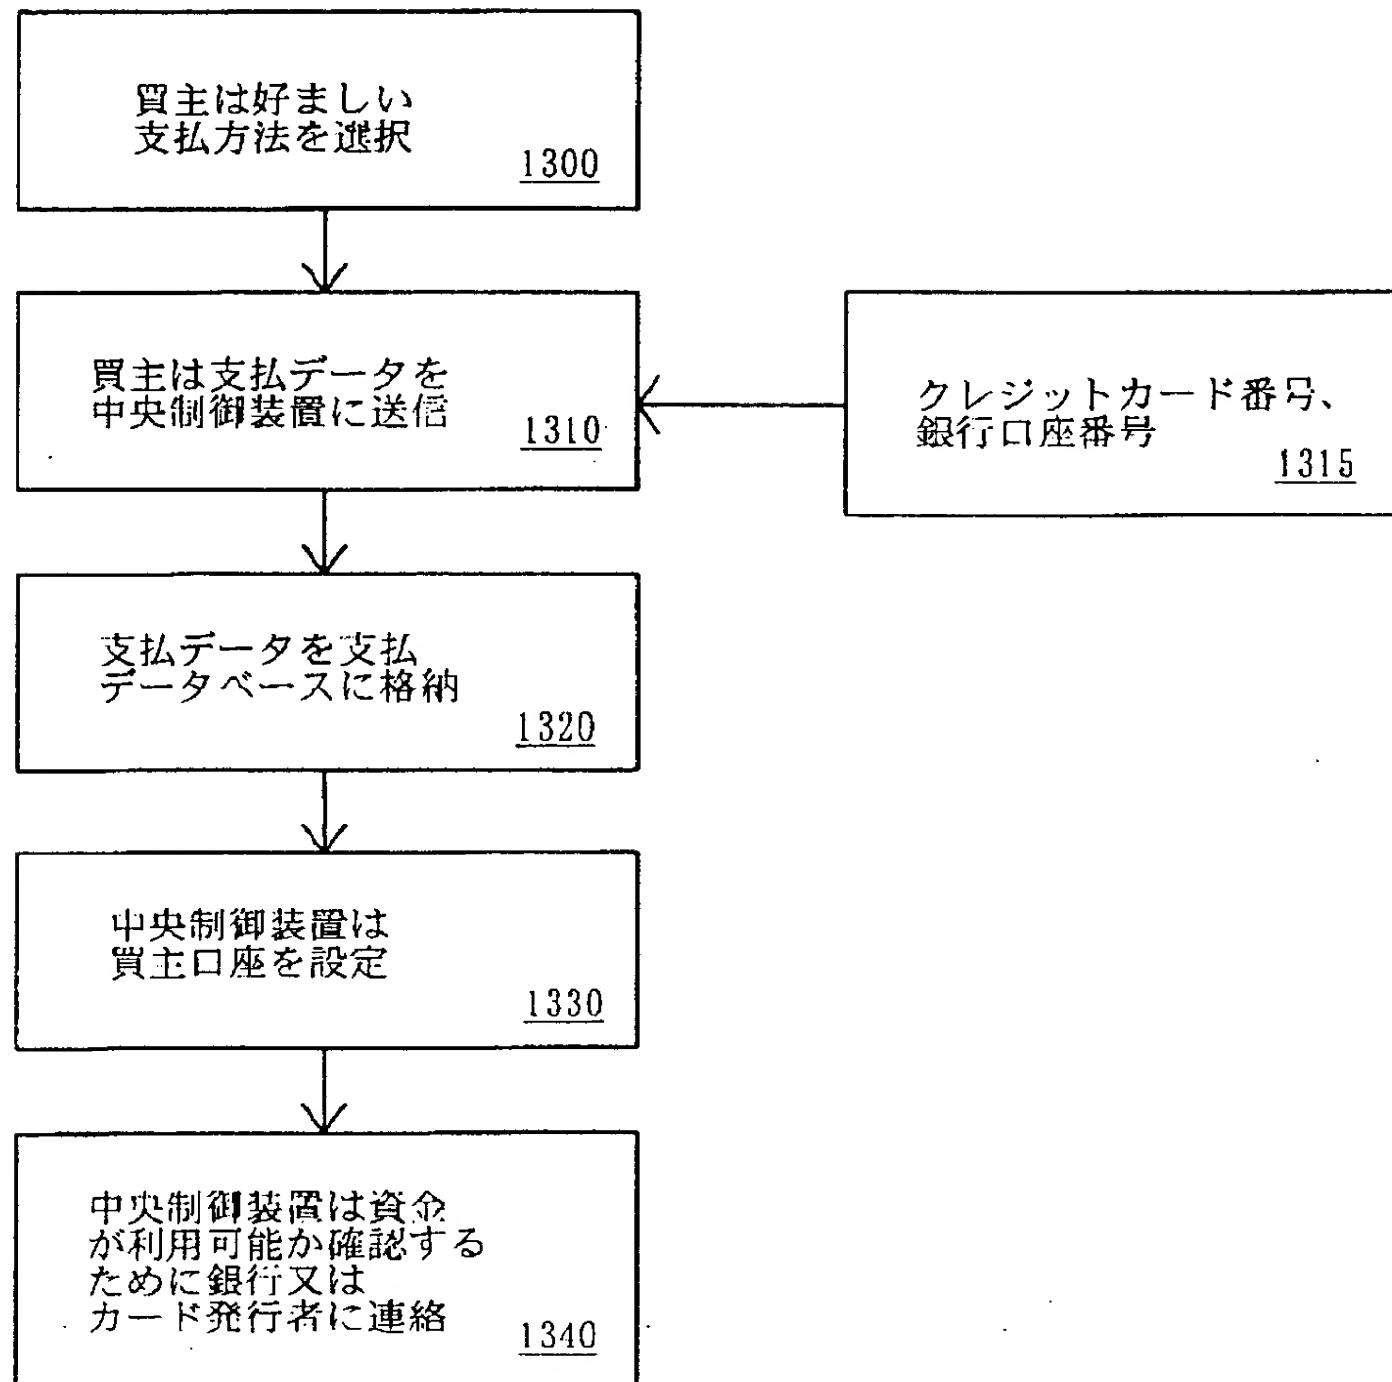 買主は好ましい
支払方法を選択
1300
買主は支払データを
中央制御装置に送信
1310
クレジットカード番号、
銀行口座番号
1315
支払データを支払
データベースに格納
1320
中央制御装置は
買主口座を設定
1330
中央制御装置は資金
が利用可能か確認する
ために銀行又は
カード発行者に連絡
1340